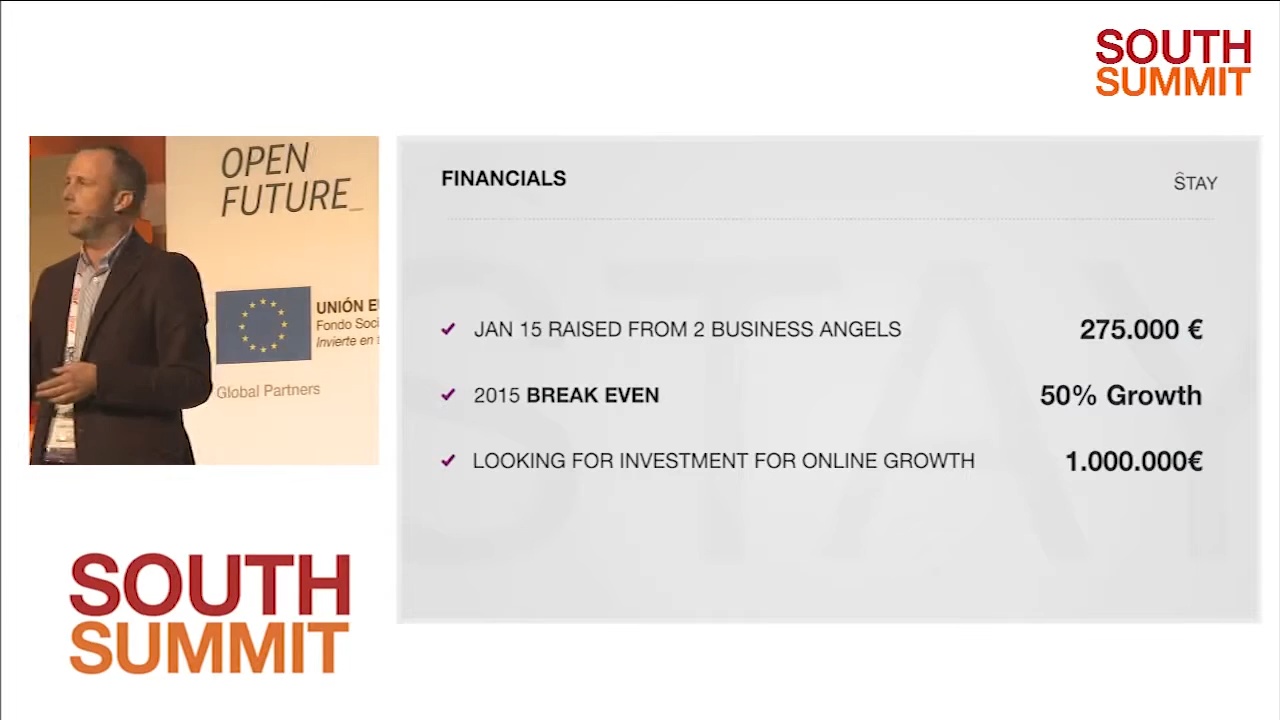 SOUTH
SUMMIT
OPEN
FUTURE_
UNIÓN E
Fondo Soci
Invierte en
Global Partners
FINANCIALS
STAY
JAN 15 RAISED FROM 2 BUSINESS ANGELS 275.000 €
2015 BREAK EVEN 50% Growth
LOOKING FOR INVESTMENT FOR ONLINE GROWTH 1.000.000€
STAY
SOUTH
SUMMIT